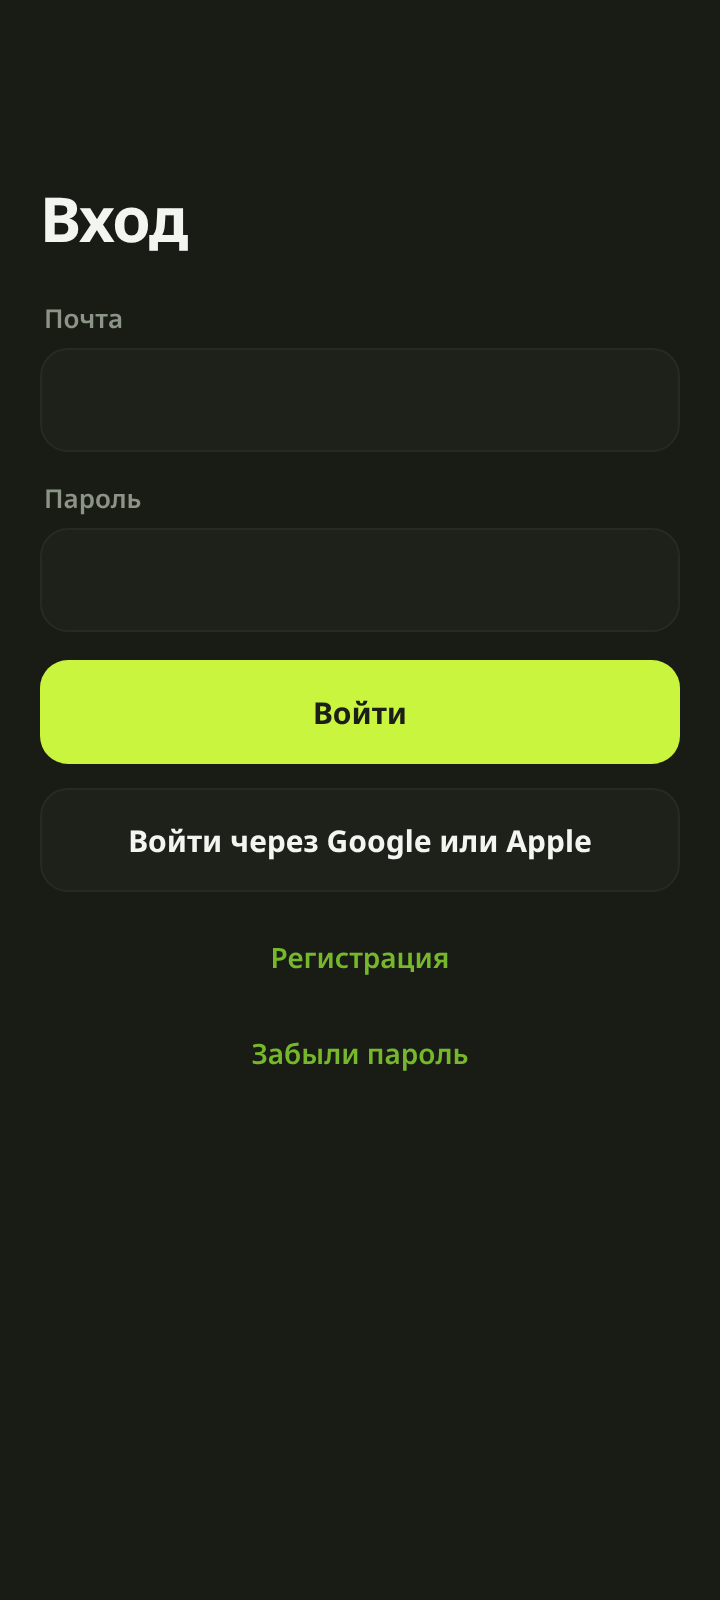 Вход
Почта
Пароль
Войти
Войти через Google или Apple
Регистрация
Забыли пароль